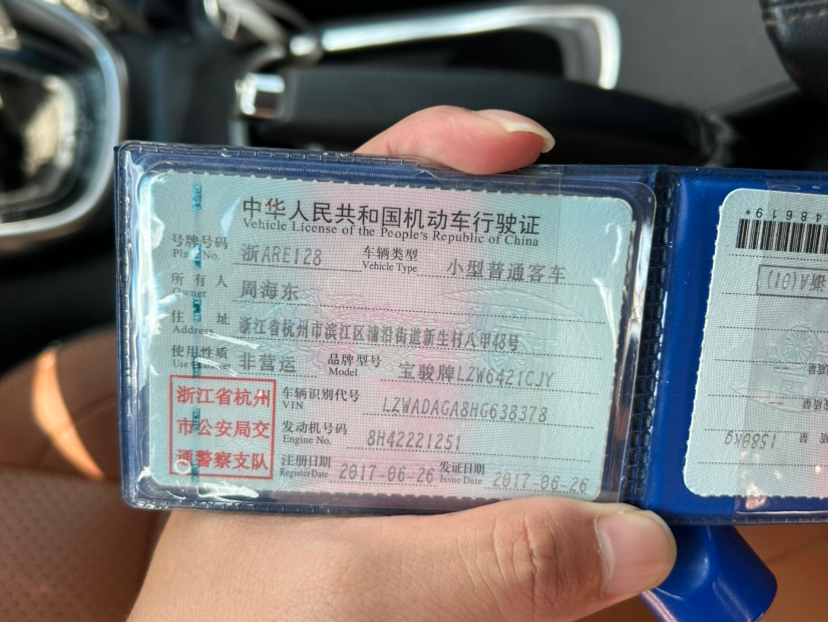 中华人民共和国机动车行驶证
Vehicle License of the People's Republic of China
号牌号码 浙ARE128 车辆类型 小型普通客车
Plate No. Vehicle Type
所有人 周海东
Owner
住址 浙江省杭州市滨江区浦沿街道新生村八甲48号
Address
使用性质 非营运 品牌型号 宝骏牌LZW6421CJY
Use Model
浙江省杭州
市公安局交
通警察支队
车辆识别代号 LZWADAGA8HG638378
VIN
发动机号码 8H42221251
Engine No.
注册日期 2017-06-26 发证日期 2017-06-26
Register Date Issue Date
48619*
1580kg